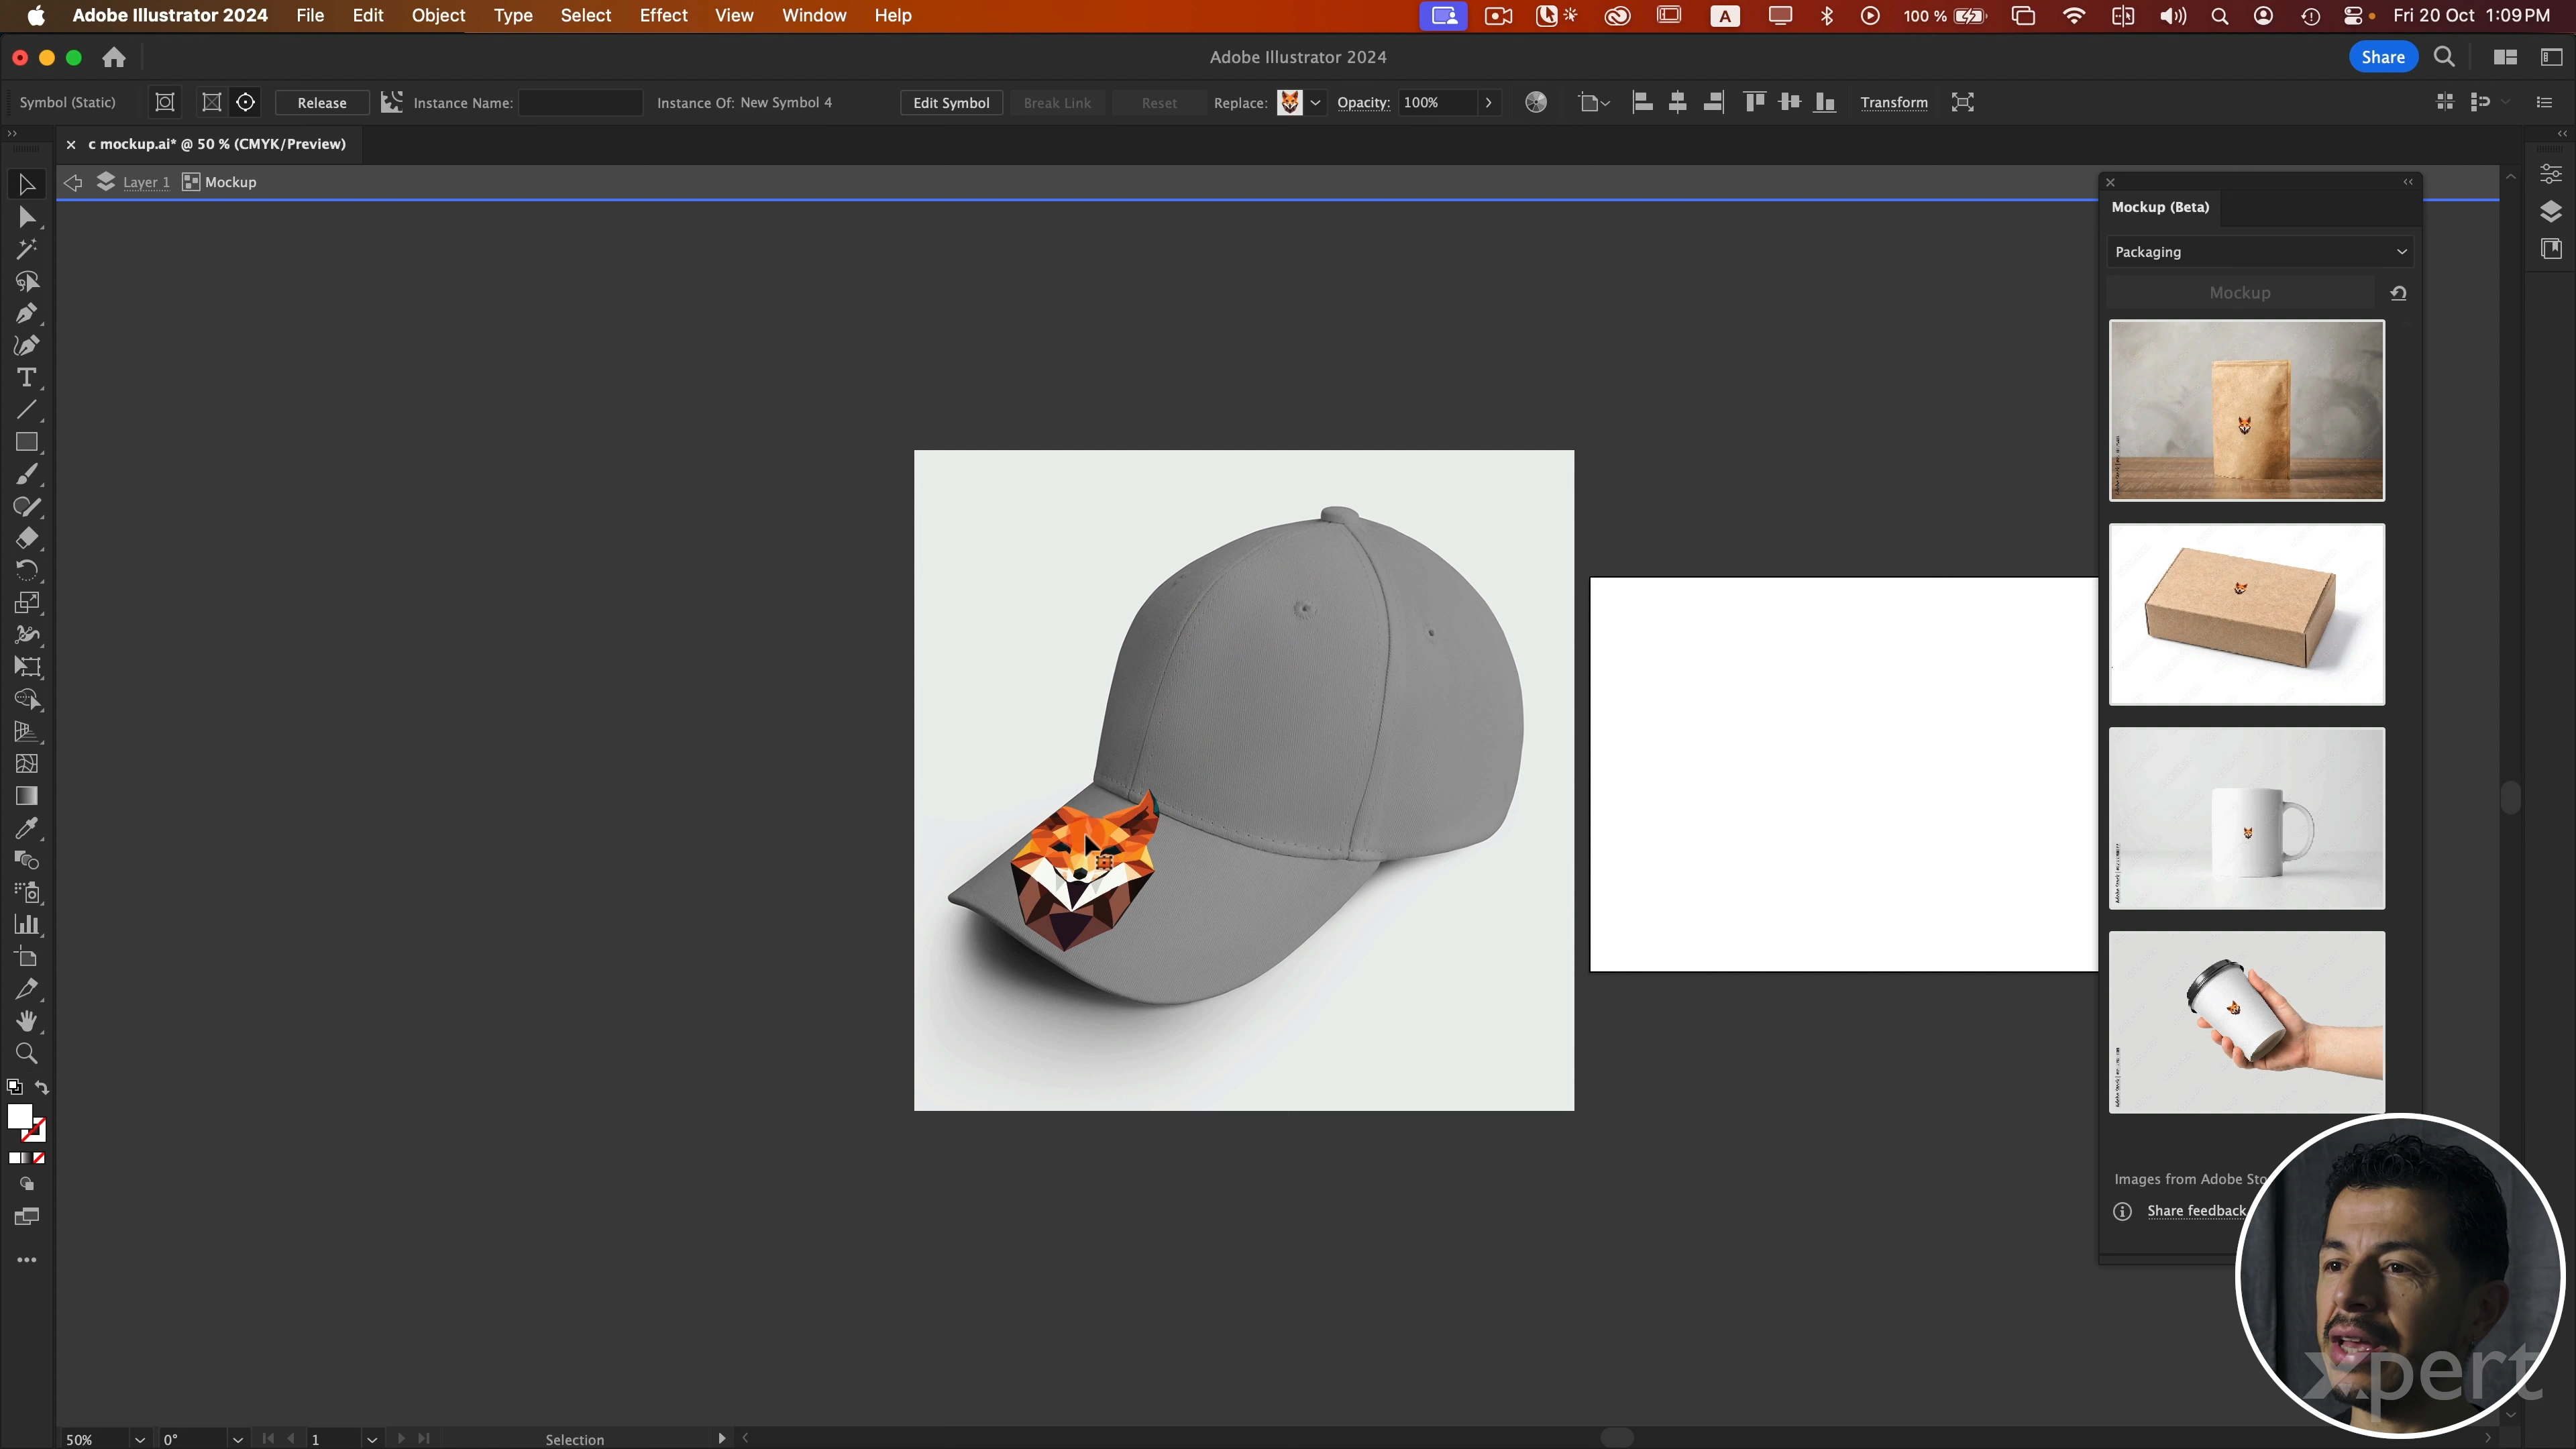 Adobe Illustrator 2024 File Edit Object Type Select Effect View Window Help A 100 % Fri 20 Oct 1:09 PM
Adobe Illustrator 2024 Share
Symbol (Static) Release Instance Name: Instance Of: New Symbol 4 Edit Symbol Break Link Reset Replace: Opacity: 100% Transform
c mockup.ai* @ 50 % (CMYK/Preview)
Layer 1 Mockup
Mockup (Beta)
Packaging
Mockup
Images from Adobe Sto
Share feedback
xpert
50% 0° 1 Selection